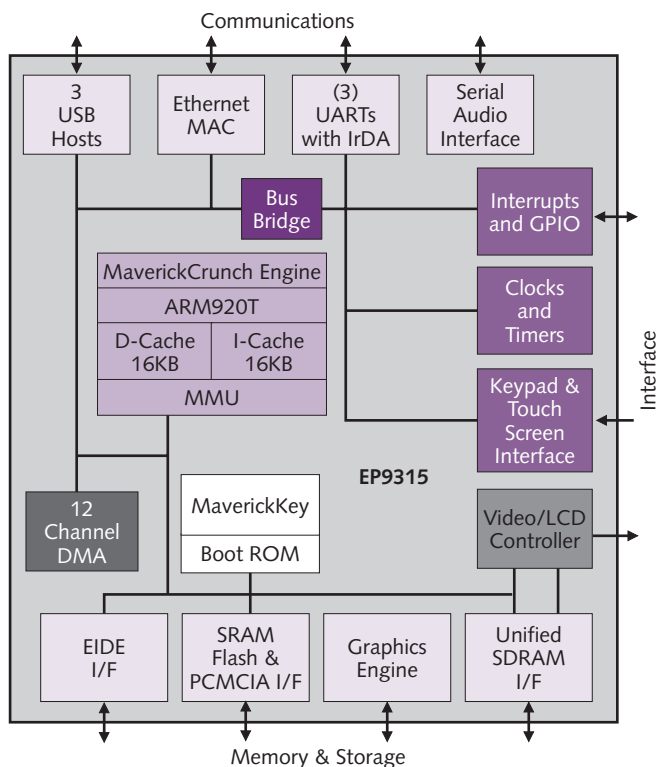 Communications
3
USB
Hosts
Ethernet
MAC
(3)
UARTs
with IrDA
Serial
Audio
Interface
Bus
Bridge
Interrupts
and GPIO
MaverickCrunch Engine
ARM920T
D-Cache
16KB
I-Cache
16KB
MMU
Clocks
and
Timers
Keypad &
Touch
Screen
Interface
Interface
EP9315
12
Channel
DMA
MaverickKey
Boot ROM
Video/LCD
Controller
EIDE
I/F
SRAM
Flash &
PCMCIA I/F
Graphics
Engine
Unified
SDRAM
I/F
Memory & Storage